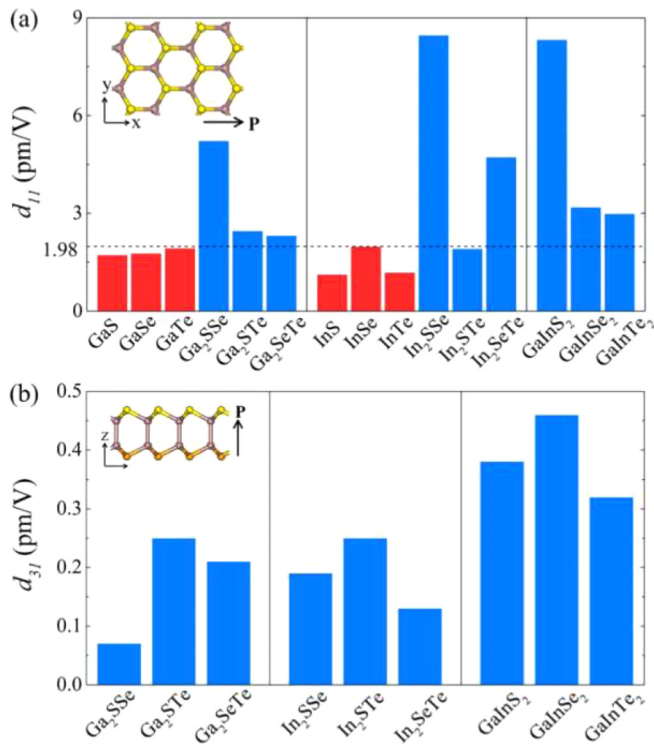 (a)
9
6
3
1.98
0
d11 (pm/V)
y
x
P
GaS GaSe GaTe Ga2SSe Ga2STe Ga2SeTe InS InSe InTe In2SSe In2STe In2SeTe GaInS2 GaInSe2 GaInTe2
(b)
0.5
0.4
0.3
0.2
0.1
0.0
d31 (pm/V)
z
P
Ga2SSe Ga2STe Ga2SeTe In2SSe In2STe In2SeTe GaInS2 GaInSe2 GaInTe2